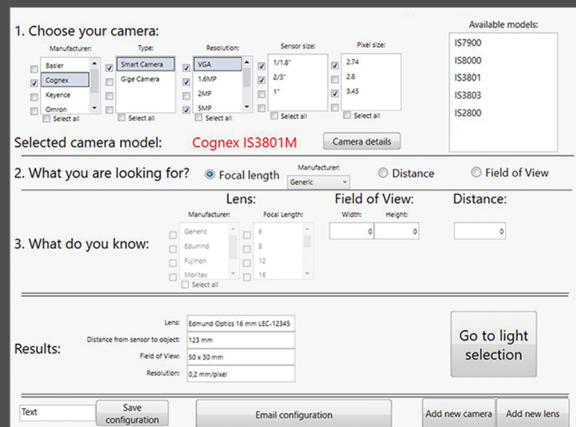 1. Choose your camera:
Manufacturer: Type: Resolution: Sensor size: Pixel size: Available models:
Basler Smart Camera VGA 1/1.8" 2.74 IS7900
Cognex Gige Camera 1.6MP 2/3" 2.8 IS8000
Keyence 2MP 1" 3.45 IS3801
Omron 5MP IS3803
Select all Select all Select all Select all Select all IS2800
Selected camera model: Cognex IS3801M Camera details
2. What you are looking for? Focal length Manufacturer: Generic Distance Field of View
Lens: Field of View: Distance:
Manufacturer: Focal Length: Width: Height:
3. What do you know:
Generic 6 0 0 0
Edumnd 8
Fujinon 12
Moritex 16
Select all
Results:
Lens: Edmund Optics 16 mm LEC-12345
Distance from sensor to object: 123 mm
Field of View: 50 x 30 mm
Resolution: 0,2 mm/pixel
Go to light
selection
Text Save configuration Email configuration Add new camera Add new lens